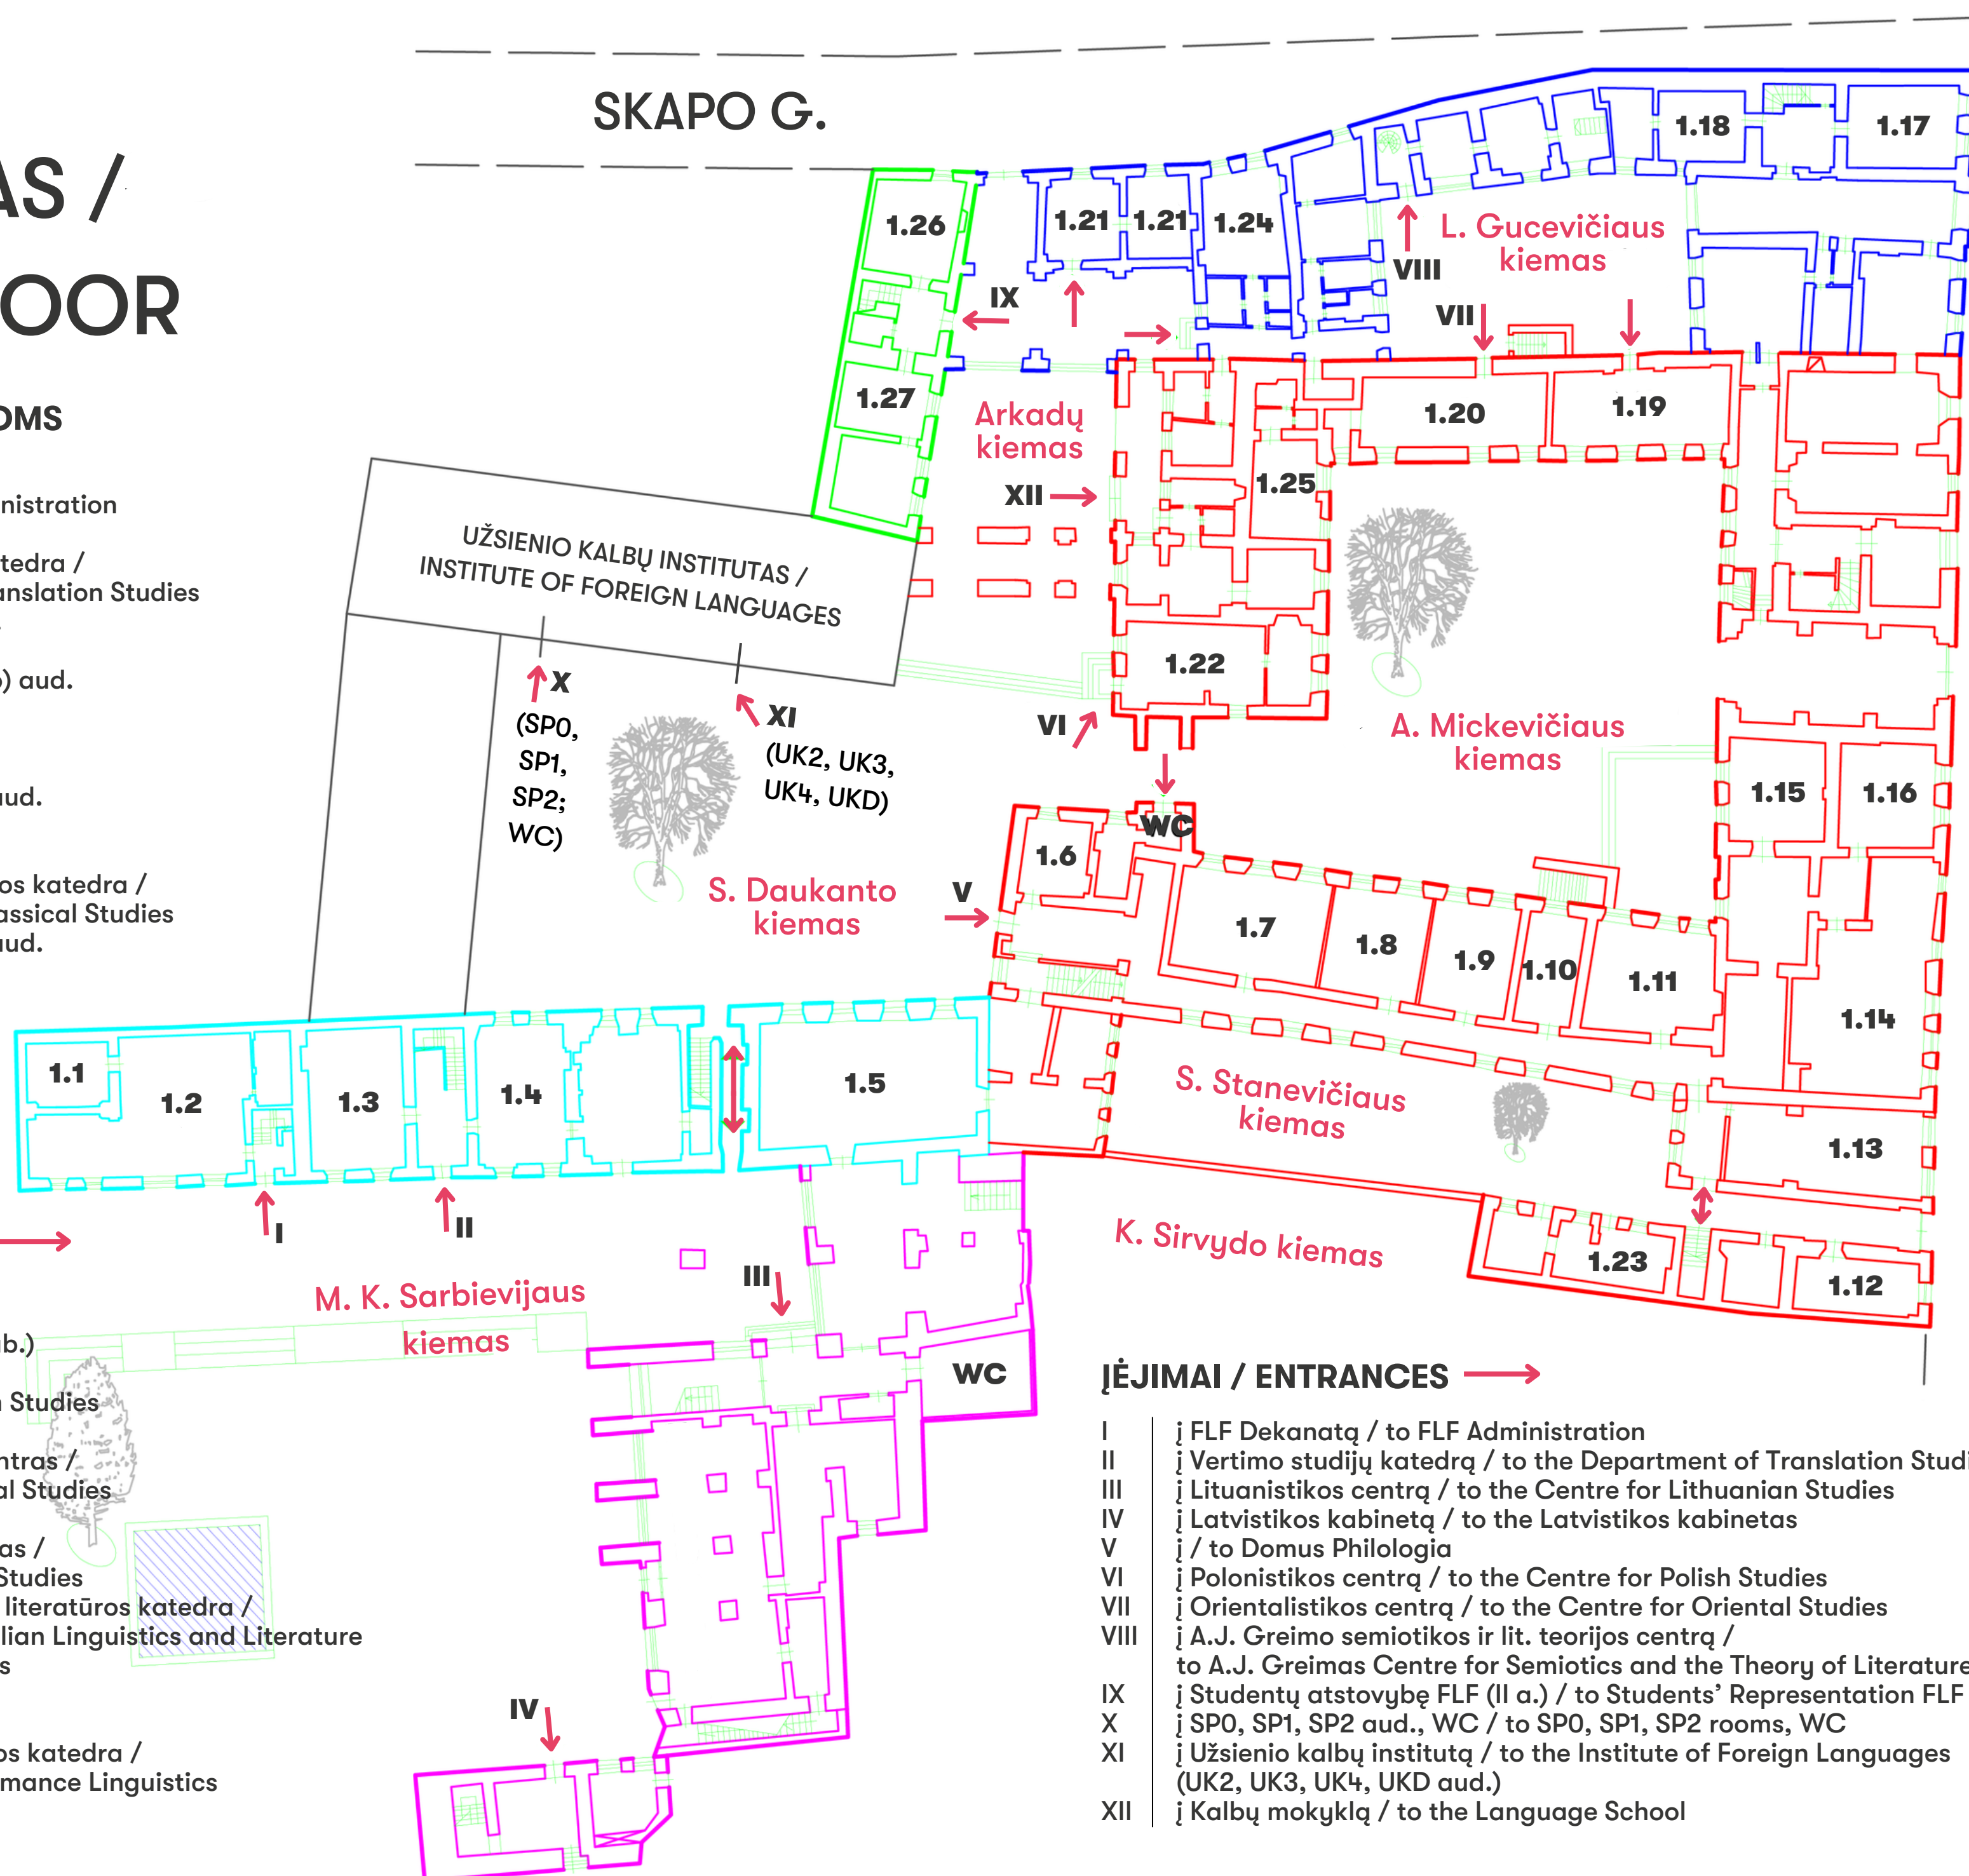 AS /
OOR
OMS
nistration
tedra /
anslation Studies
) aud.
ud.
os katedra /
assical Studies
ud.
b.)
n Studies
ntras /
al Studies
as /
Studies
literatūros katedra /
lian Linguistics and Literature
s
os katedra /
mance Linguistics
SKAPO G.
1.18
1.17
1.26
1.21
1.21
1.24
L. Gucevičiaus
kiemas
VIII
IX
VII
1.27
Arkadų
kiemas
1.20
1.19
XII
1.25
UŽSIENIO KALBŲ INSTITUTAS /
INSTITUTE OF FOREIGN LANGUAGES
1.22
X
(SP0,
SP1,
SP2;
WC)
XI
(UK2, UK3,
UK4, UKD)
VI
A. Mickevičiaus
kiemas
1.15
1.16
WC
1.6
S. Daukanto
kiemas
V
1.7
1.8
1.9
1.10
1.11
1.14
1.1
1.2
1.3
1.4
1.5
S. Stanevičiaus
kiemas
1.13
I
II
K. Sirvydo kiemas
1.23
1.12
III
M. K. Sarbievijaus
kiemas
WC
IV
ĮĖJIMAI / ENTRANCES
I į FLF Dekanatą / to FLF Administration
II į Vertimo studijų katedrą / to the Department of Translation Studi
III į Lituanistikos centrą / to the Centre for Lithuanian Studies
IV į Latvistikos kabinetą / to the Latvistikos kabinetas
V į / to Domus Philologia
VI į Polonistikos centrą / to the Centre for Polish Studies
VII į Orientalistikos centrą / to the Centre for Oriental Studies
VIII į A.J. Greimo semiotikos ir lit. teorijos centrą /
to A.J. Greimas Centre for Semiotics and the Theory of Literature
IX į Studentų atstovybę FLF (II a.) / to Students’ Representation FLF
X į SP0, SP1, SP2 aud., WC / to SP0, SP1, SP2 rooms, WC
XI į Užsienio kalbų institutą / to the Institute of Foreign Languages
(UK2, UK3, UK4, UKD aud.)
XII į Kalbų mokyklą / to the Language School